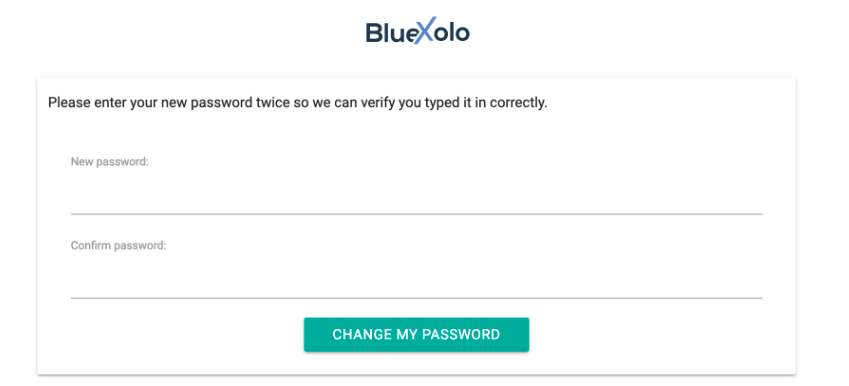 BlueXolo
Please enter your new password twice so we can verify you typed it in correctly.
New password:
Confirm password:
CHANGE MY PASSWORD